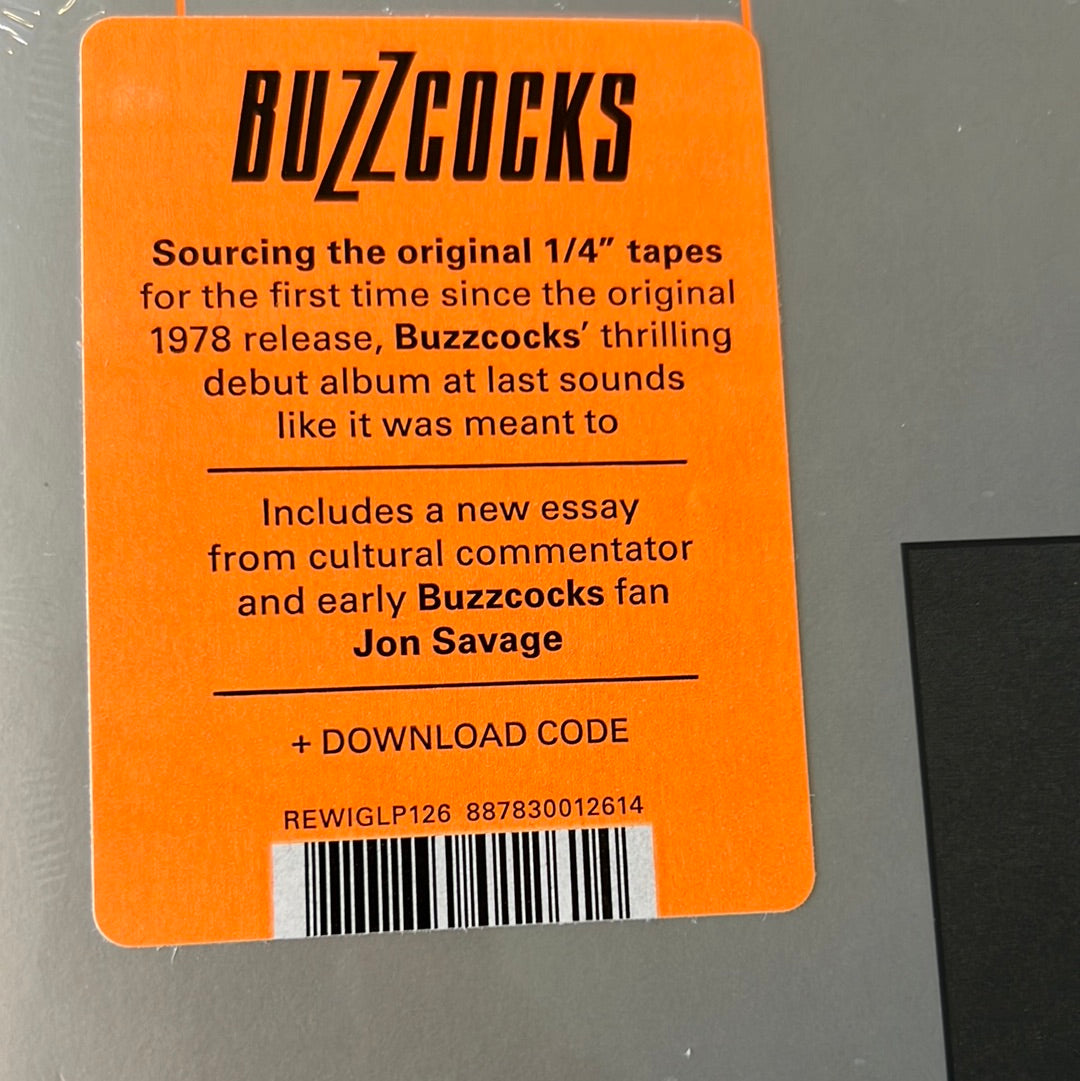 BUZZCOCKS
Sourcing the original 1/4” tapes
for the first time since the original
1978 release, Buzzcocks’ thrilling
debut album at last sounds
like it was meant to
Includes a new essay
from cultural commentator
and early Buzzcocks fan
Jon Savage
+ DOWNLOAD CODE
REWIGLP126 887830012614